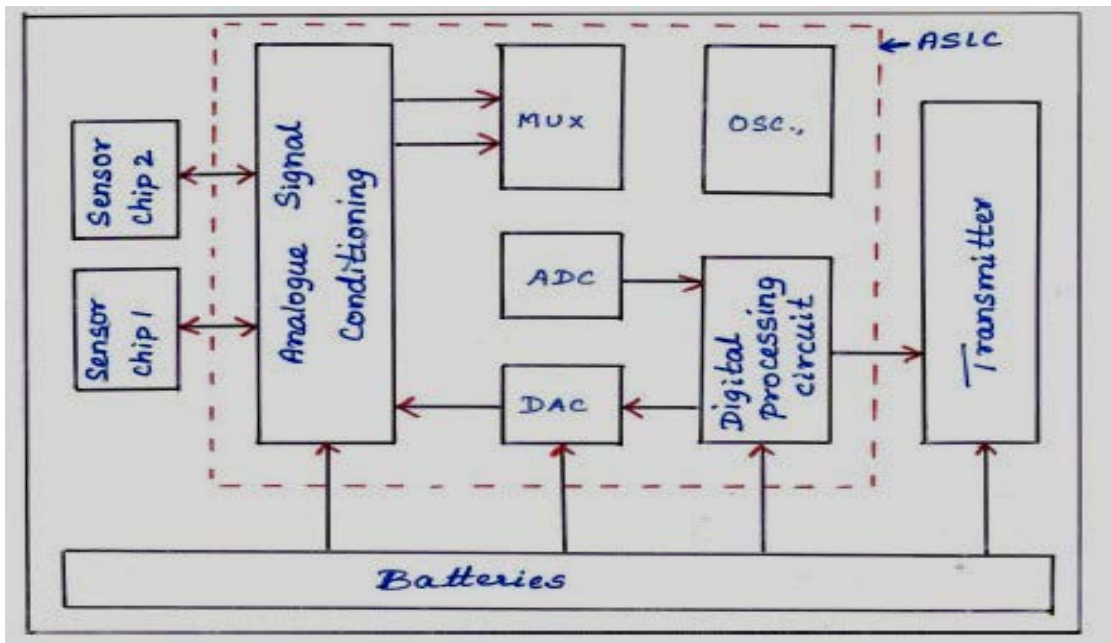 ASLC
Sensor
chip 2
Sensor
chip 1
Analogue Signal
Conditioning
MUX
OSC.,
ADC
DAC
Digital
processing
circuit
Transmitter
Batteries